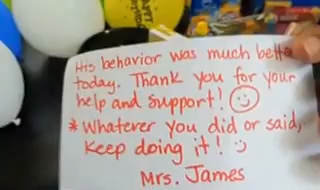 His behavior was much bette
today. Thank you for your
help and support! ☺
* Whatever you did or said,
keep doing it! :)
Mrs. James